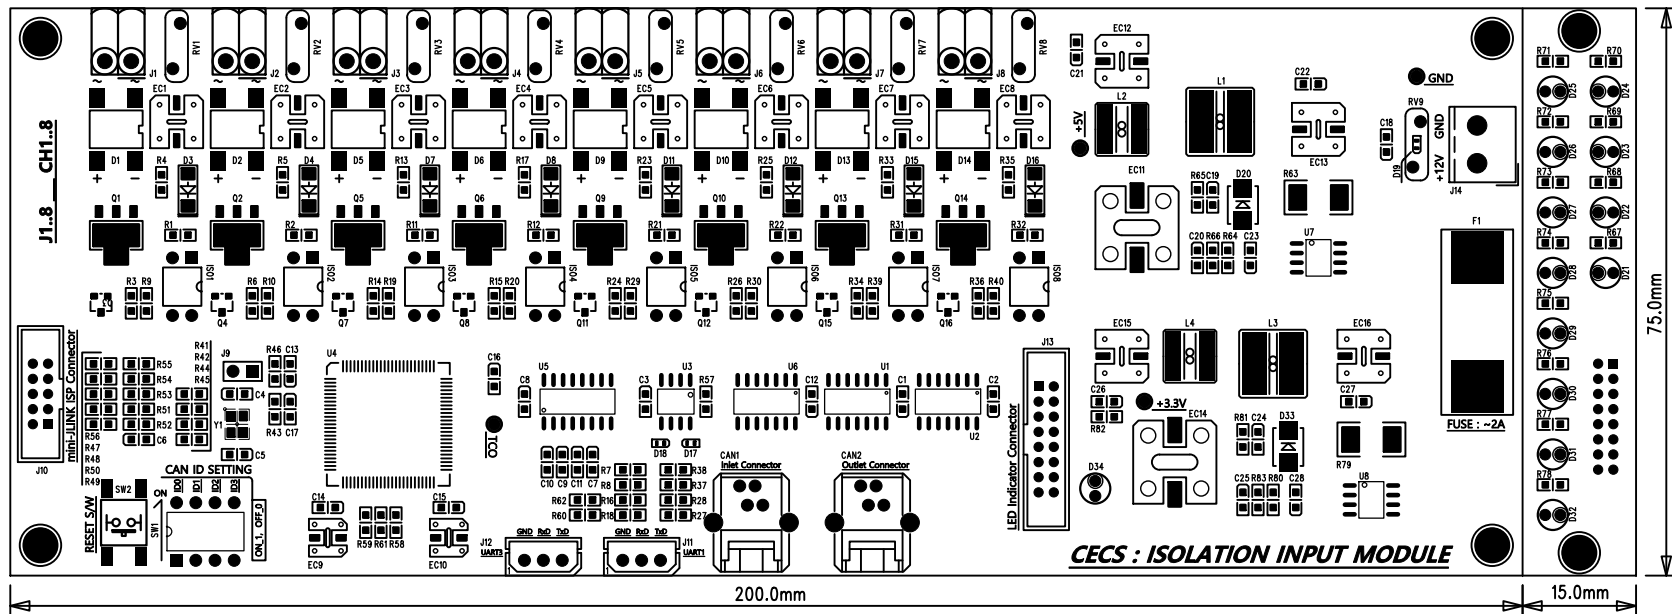 J1 RV1 J2 RV2 J3 RV3 J4 RV4 J5 RV5 J6 RV6 J7 RV7 J8 RV8
~ ~ ~ ~ ~ ~ ~ ~ ~ ~ ~ ~ ~ ~ ~ ~
EC1 EC2 EC3 EC4 EC5 EC6 EC7 EC8
J1..8 _ CH1..8
D1 R4 D3 D2 R5 D4 D5 R13 D7 D6 R17 D8 D9 R23 D11 D10 R25 D12 D13 R33 D15 D14 R35 D16
+ - + - + - + - + - + - + - + -
Q1 Q2 Q5 Q6 Q9 Q10 Q13 Q14
R1 R2 R11 R12 R21 R22 R31 R32
ISO1 ISO2 ISO3 ISO4 ISO5 ISO6 ISO7 ISO8
R3 R9 R6 R10 R14 R19 R15 R20 R24 R29 R26 R30 R34 R39 R36 R40
Q3 Q4 Q7 Q8 Q11 Q12 Q15 Q16
C21 EC12 L2 L1 C22 EC13
+5V
GND
RV9 C18 D19
GND
+12V
J14
EC11 R65 C19 D20 R63
C20 R66 R64 C23 U7
F1
FUSE : ~2A
EC15 L4 L3 EC16
C26 R82 +3.3V EC14 R81 C24 D33 C27 R79
D34 C25 R83 R80 C28 U8
R71 R70
D25 D24
R72 R69
D26 D23
R73 R68
D27 D22
R74 R67
D28 D21
R75
D29
R76
D30
R77
D31
R78
D32
mini-JLINK ISP Connector
J10
R55
R54
R53
R51
R52
C6
R41
R42
R44
R45
R56
R47
R48
R50
R49
J9 R46 C13
C4
Y1 R43 C17
C5
U4 C16
TCO
C8 U5 C3 U3 R57 U6 C12 U1 C1 U2 C2
CAN ID SETTING
ID0 ID1 ID2 ID3
ON
SW1
ON_1, OFF_0
RESET S/W
SW2
C14 EC9 R59 R61 R58 C15 EC10
D18 D17
C10 C9 C11 C7
R7 R38
R8 R37
R62 R16 R28
R60 R18 R27
J12 GND RxD TxD
UART3
1
J11 GND RxD TxD
UART1
1
CAN1
Inlet Connector
CAN2
Outlet Connector
J13
LED Indicator Connector
CECS : ISOLATION INPUT MODULE
200.0mm
15.0mm
75.0mm